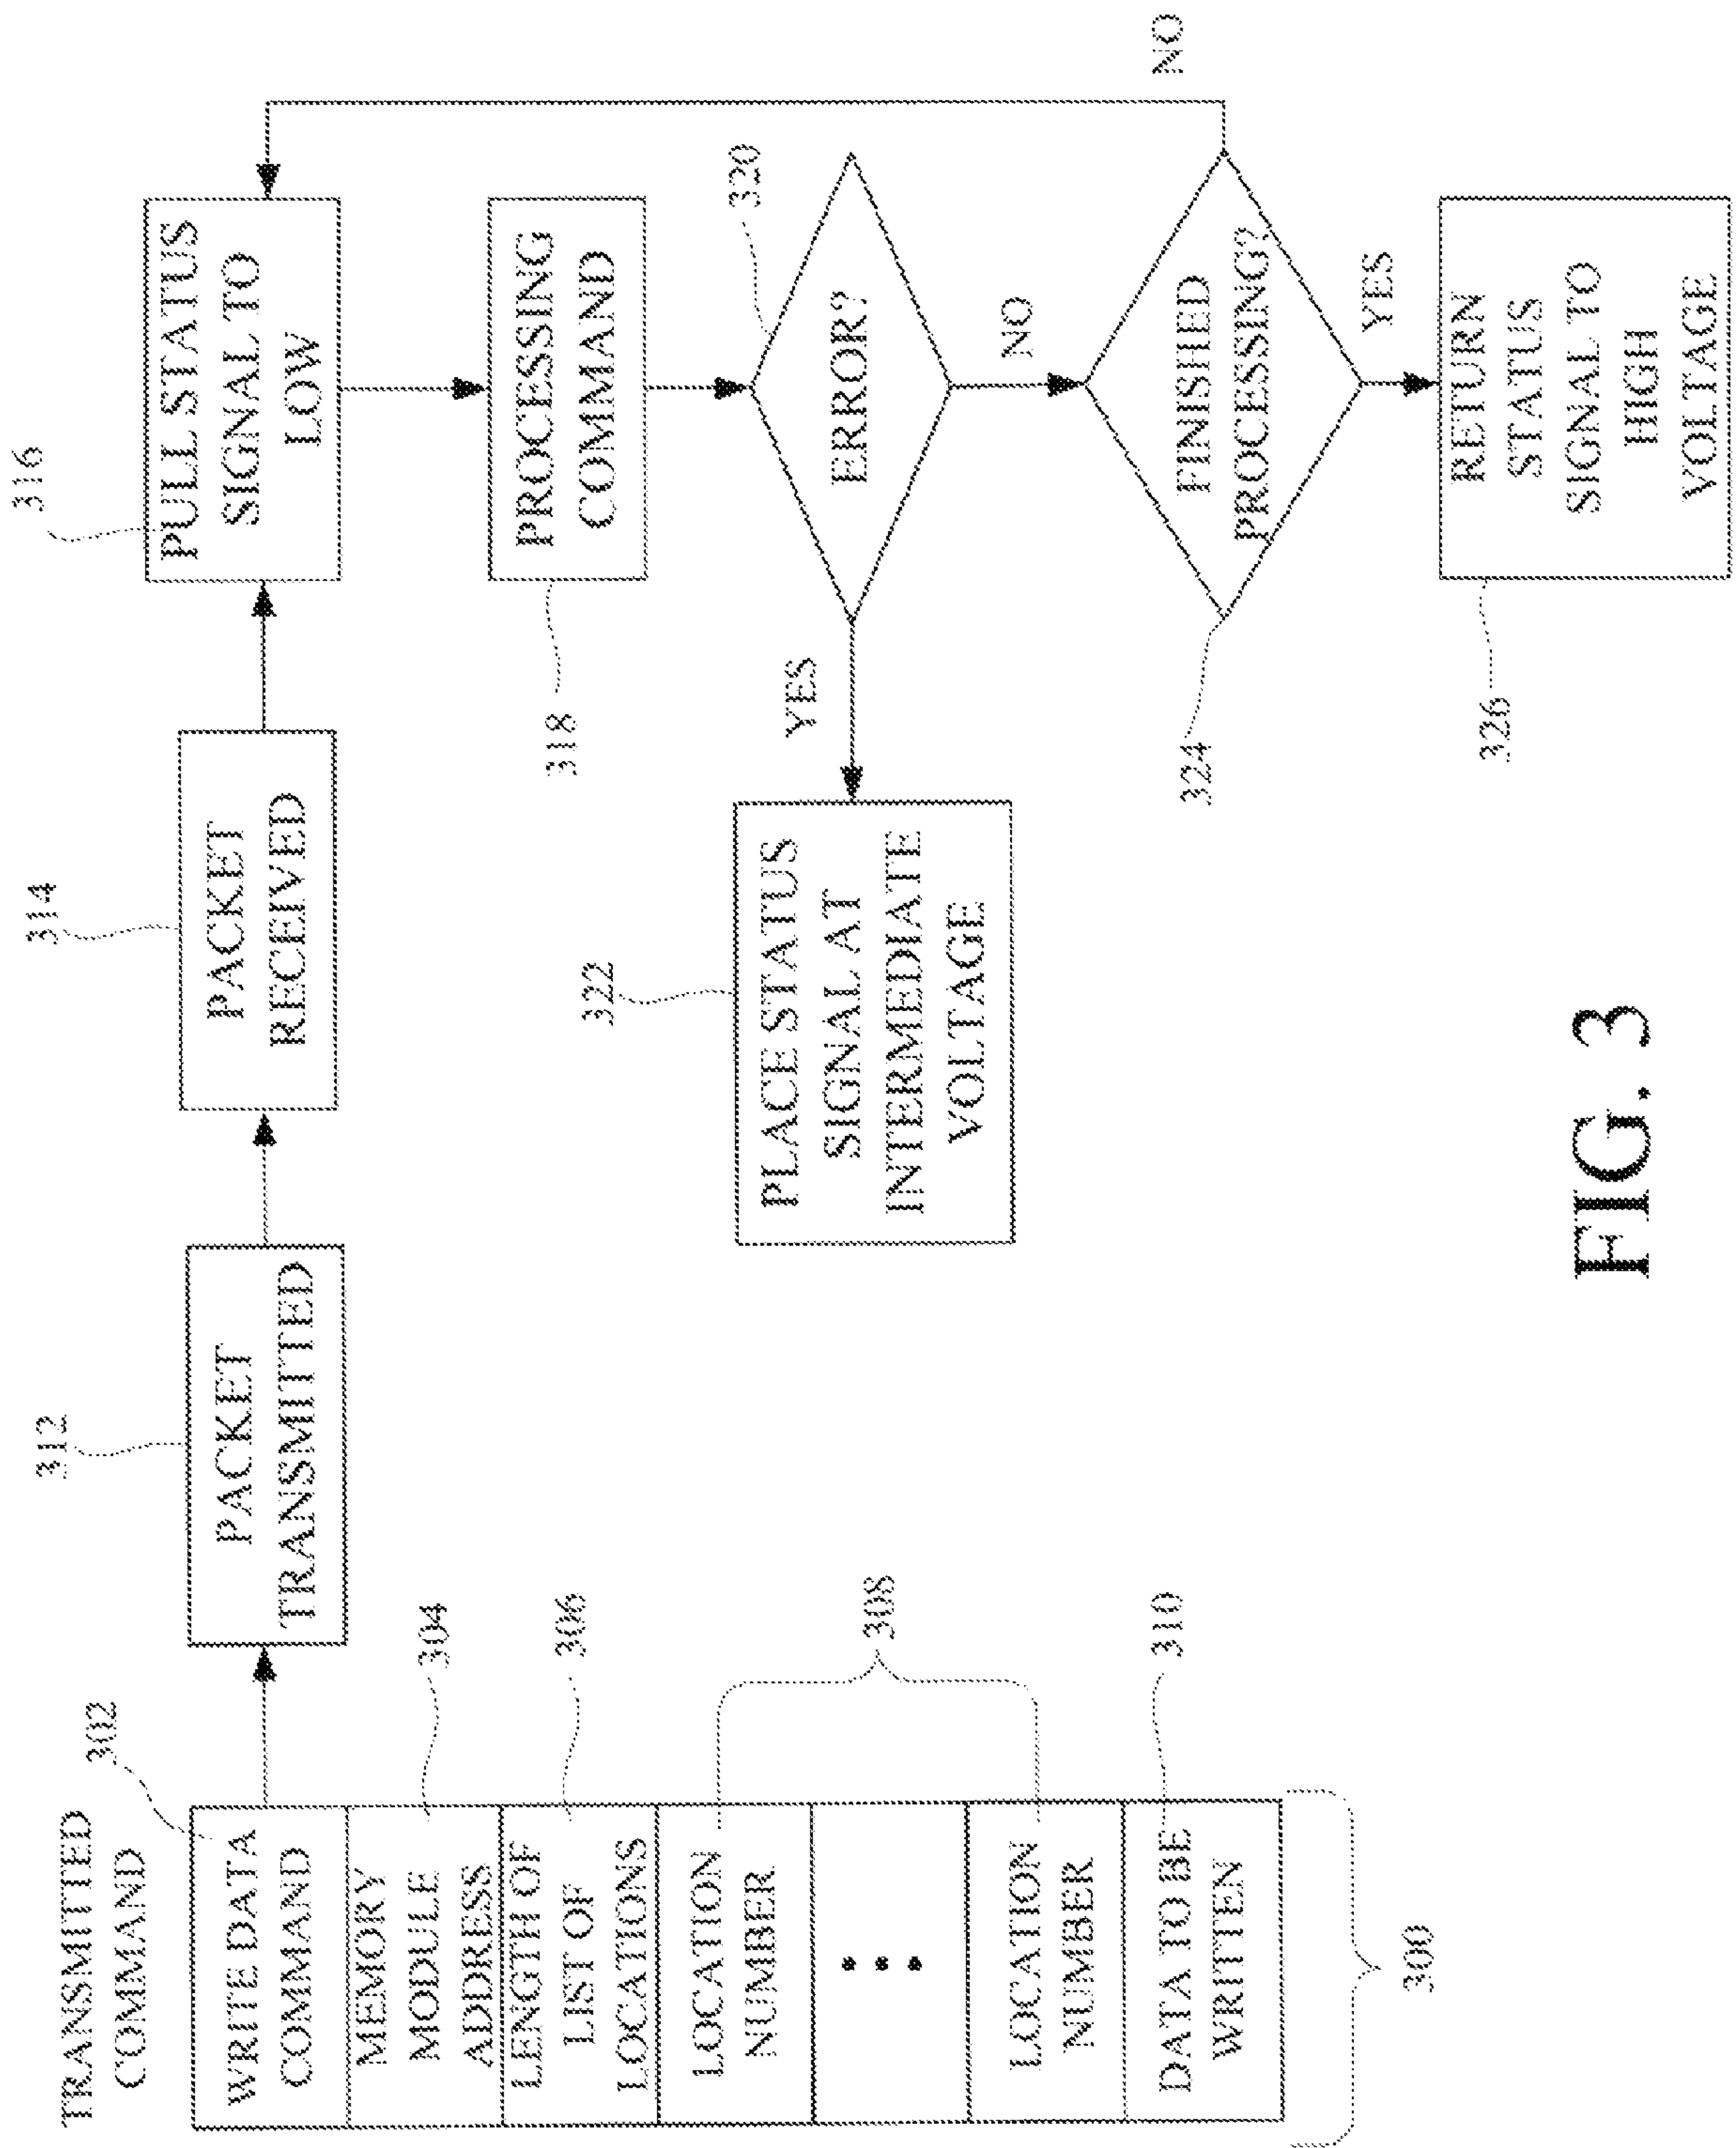 TRANSMITTED
COMMAND
302
WRITE DATA
COMMAND
MEMORY
MODULE
ADDRESS
304
LENGTH OF
LIST OF
LOCATIONS
306
LOCATION
NUMBER
•••
LOCATION
NUMBER
308
DATA TO BE
WRITTEN
310
300
312
PACKET
TRANSMITTED
314
PACKET
RECEIVED
316
PULL STATUS
SIGNAL TO
LOW
318
PROCESSING
COMMAND
320
ERROR?
YES
322
PLACE STATUS
SIGNAL AT
INTERMEDIATE
VOLTAGE
NO
324
FINISHED
PROCESSING?
NO
YES
326
RETURN
STATUS
SIGNAL TO
HIGH
VOLTAGE
FIG. 3